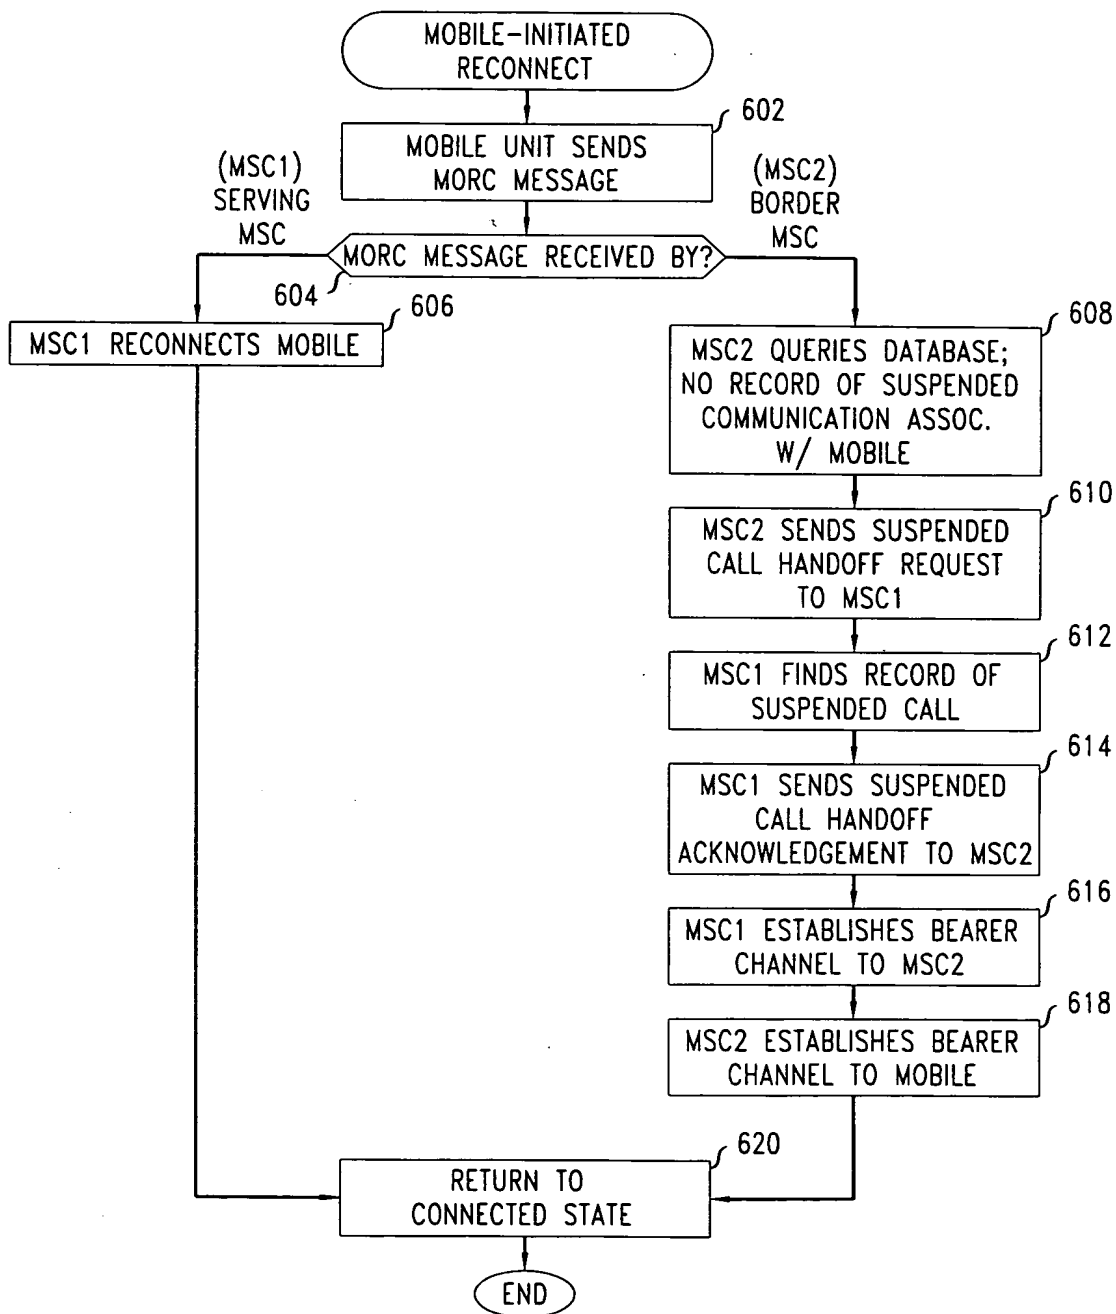 MOBILE-INITIATED
RECONNECT
602
MOBILE UNIT SENDS
MORC MESSAGE
(MSC1)
SERVING
MSC
(MSC2)
BORDER
MSC
MORC MESSAGE RECEIVED BY?
604
606
MSC1 RECONNECTS MOBILE
608
MSC2 QUERIES DATABASE;
NO RECORD OF SUSPENDED
COMMUNICATION ASSOC.
W/ MOBILE
610
MSC2 SENDS SUSPENDED
CALL HANDOFF REQUEST
TO MSC1
612
MSC1 FINDS RECORD OF
SUSPENDED CALL
614
MSC1 SENDS SUSPENDED
CALL HANDOFF
ACKNOWLEDGEMENT TO MSC2
616
MSC1 ESTABLISHES BEARER
CHANNEL TO MSC2
618
MSC2 ESTABLISHES BEARER
CHANNEL TO MOBILE
620
RETURN TO
CONNECTED STATE
END